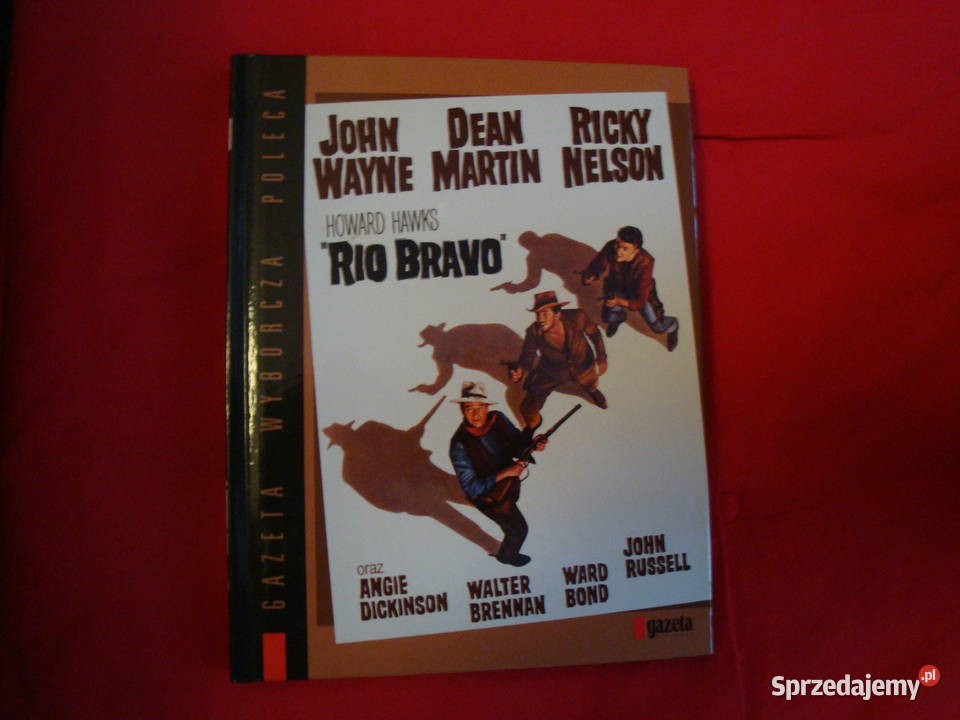 GAZETA WYBORCZA POLECA
JOHN WAYNE
DEAN MARTIN
RICKY NELSON
HOWARD HAWKS
"RIO BRAVO"
oraz
ANGIE DICKINSON
WALTER BRENNAN
WARD BOND
JOHN RUSSELL
gazeta
Sprzedajemy.pl